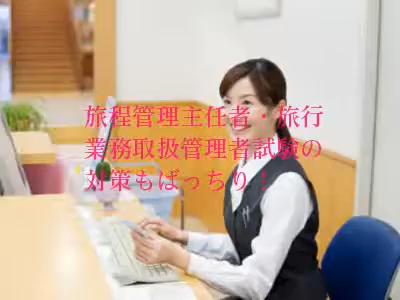 旅程管理主任者・旅行
業務取扱管理者試験の
対策もばっちり！